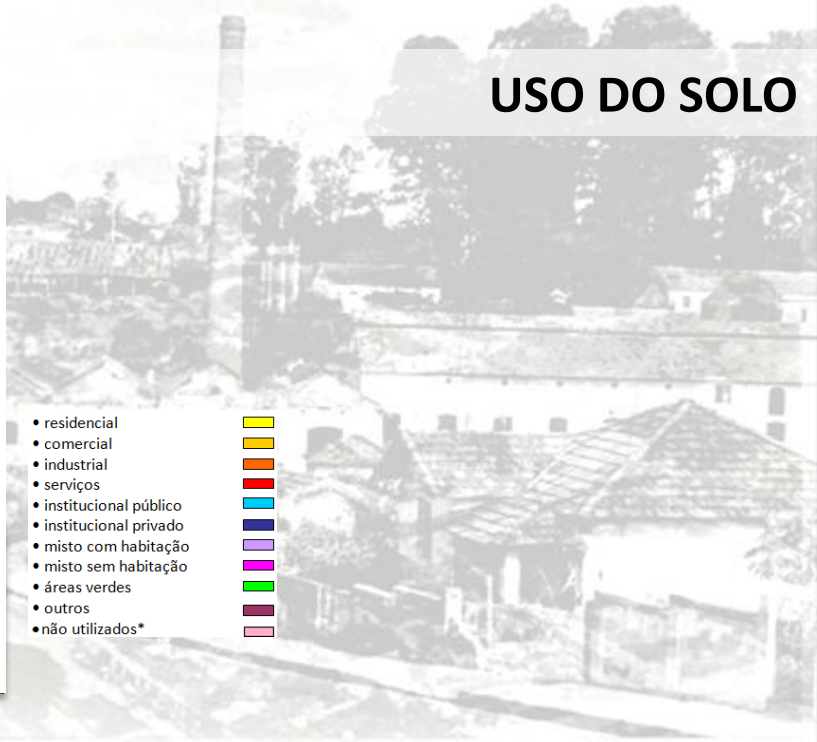 USO DO SOLO
• residencial
• comercial
• industrial
• serviços
• institucional público
• institucional privado
• misto com habitação
• misto sem habitação
• áreas verdes
• outros
•não utilizados*